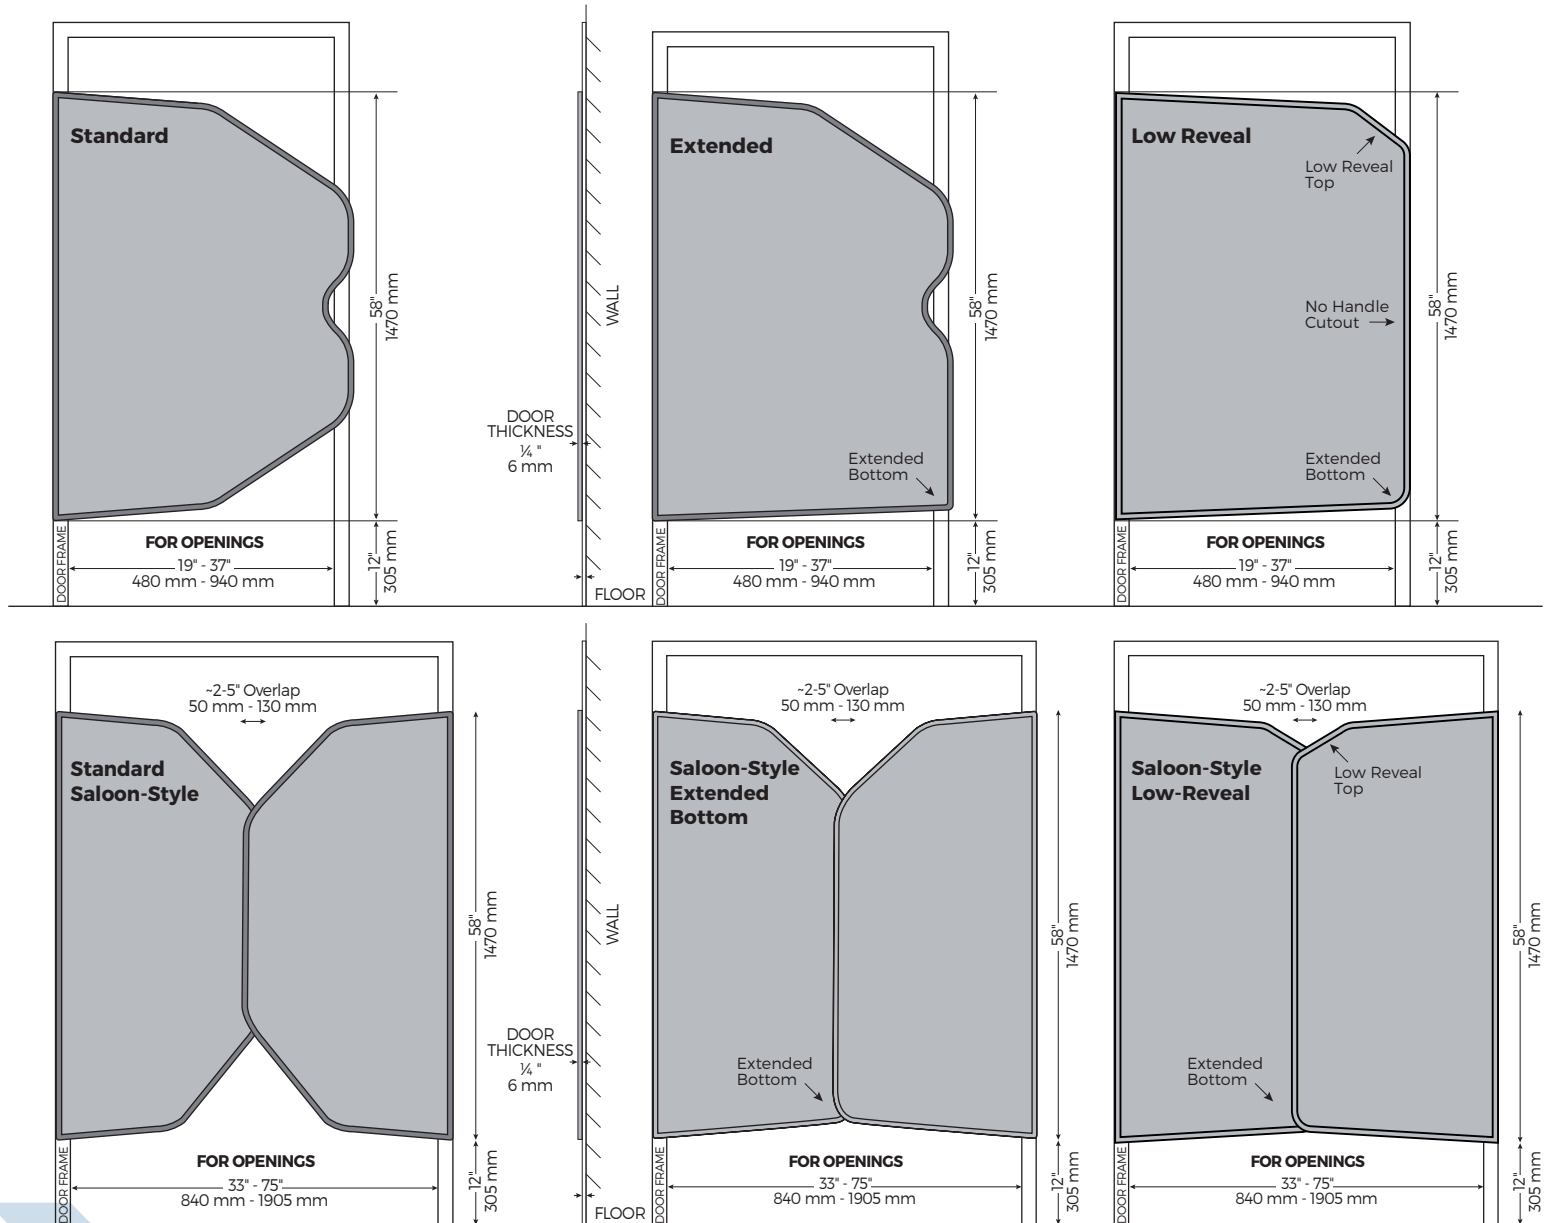 Standard
58"
1470 mm
DOOR FRAME
FOR OPENINGS
19" - 37"
480 mm - 940 mm
12"
305 mm
WALL
DOOR
THICKNESS
¼ "
6 mm
FLOOR
Extended
58"
1470 mm
Extended
Bottom
DOOR FRAME
FOR OPENINGS
19" - 37"
480 mm - 940 mm
12"
305 mm
Low Reveal
Low Reveal
Top
No Handle
Cutout
58"
1470 mm
Extended
Bottom
DOOR FRAME
FOR OPENINGS
19" - 37"
480 mm - 940 mm
12"
305 mm
~2-5" Overlap
50 mm - 130 mm
Standard
Saloon-Style
58"
1470 mm
DOOR FRAME
FOR OPENINGS
33" - 75"
840 mm - 1905 mm
12"
305 mm
WALL
DOOR
THICKNESS
¼ "
6 mm
FLOOR
~2-5" Overlap
50 mm - 130 mm
Saloon-Style
Extended
Bottom
58"
1470 mm
Extended
Bottom
DOOR FRAME
FOR OPENINGS
33" - 75"
840 mm - 1905 mm
12"
305 mm
~2-5" Overlap
50 mm - 130 mm
Saloon-Style
Low-Reveal
Low Reveal
Top
58"
1470 mm
Extended
Bottom
DOOR FRAME
FOR OPENINGS
33" - 75"
840 mm - 1905 mm
12"
305 mm